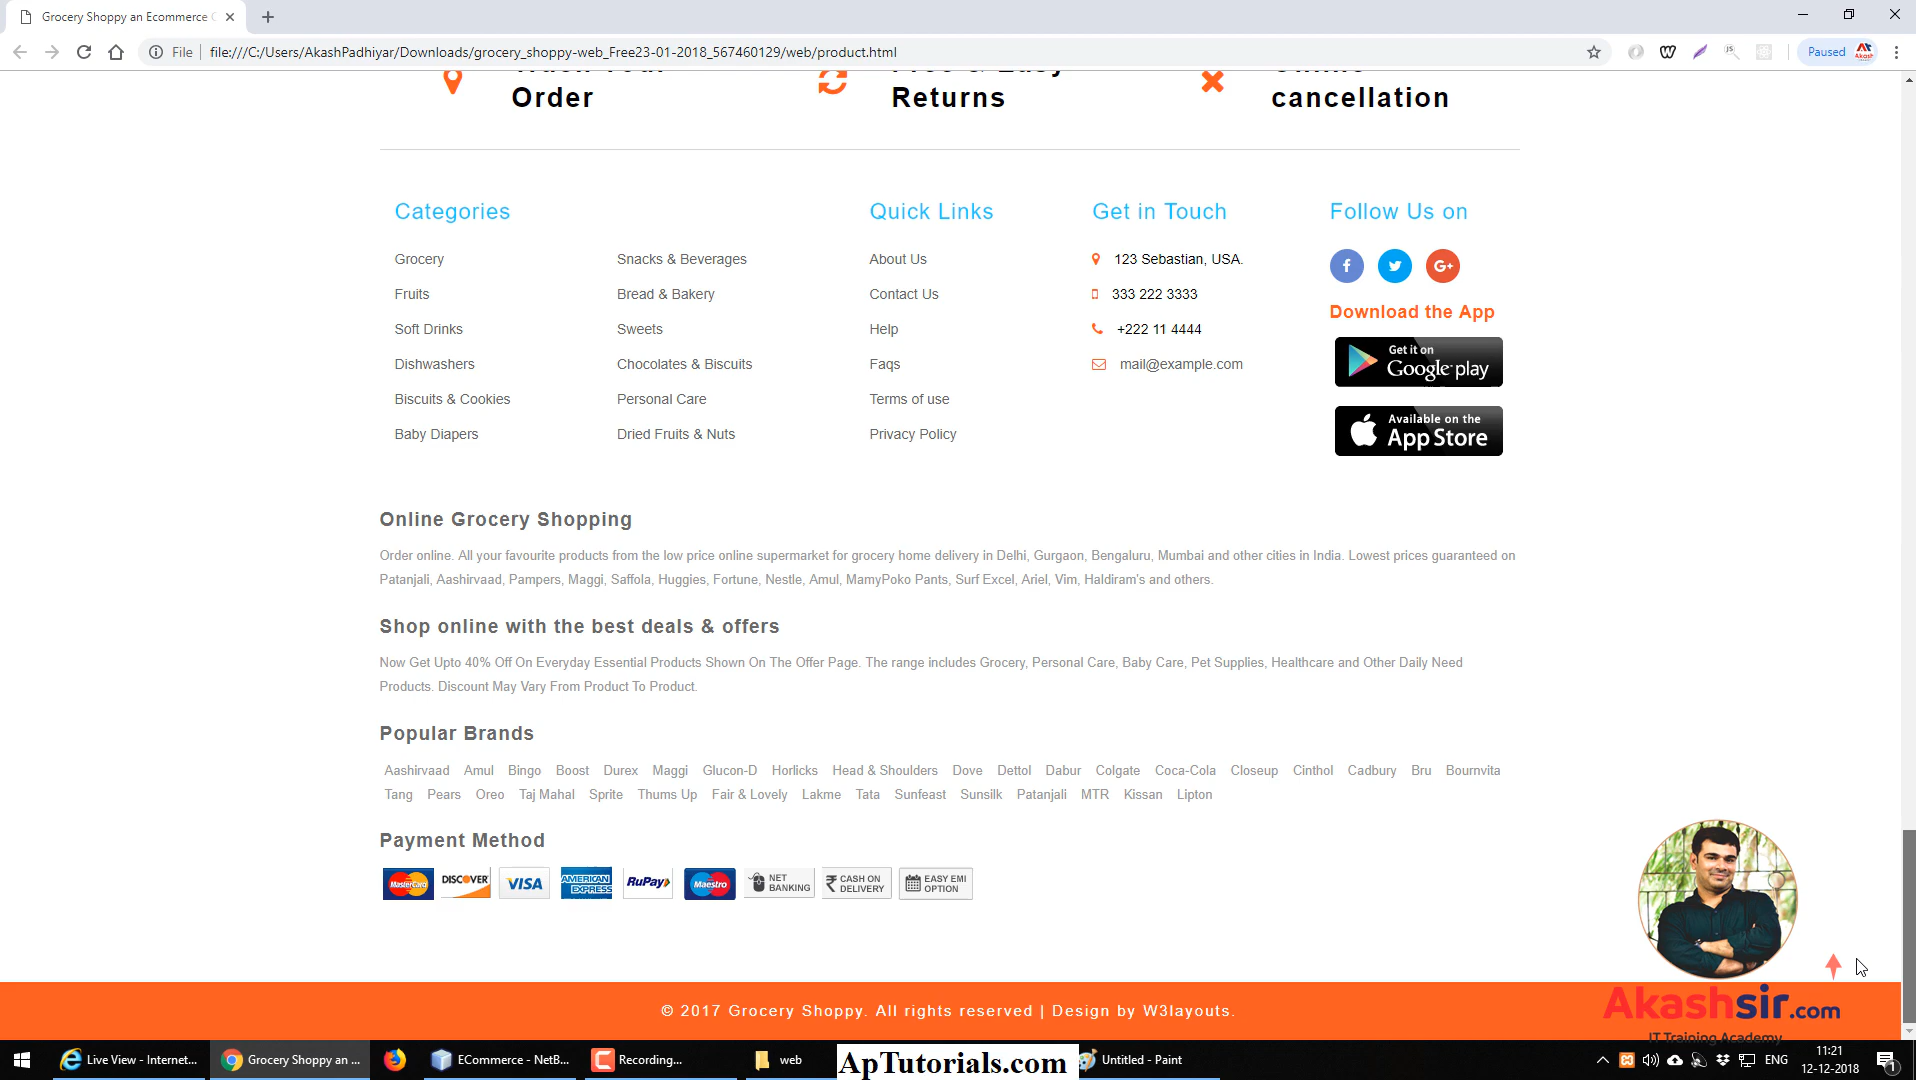 Grocery Shoppy an Ecommerce
File
file:///C:/Users/AkashPadhiyar/Downloads/grocery_shoppy-web_Free23-01-2018_567460129/web/product.html
Paused
Order
Returns
cancellation
Categories
Quick Links
Get in Touch
Follow Us on
Grocery
Snacks & Beverages
About Us
123 Sebastian, USA.
Fruits
Bread & Bakery
Contact Us
333 222 3333
Soft Drinks
Sweets
Help
+222 11 4444
Download the App
Dishwashers
Chocolates & Biscuits
Faqs
mail@example.com
Get it on
Google play
Biscuits & Cookies
Personal Care
Terms of use
Baby Diapers
Dried Fruits & Nuts
Privacy Policy
Available on the
App Store
Online Grocery Shopping
Order online. All your favourite products from the low price online supermarket for grocery home delivery in Delhi, Gurgaon, Bengaluru, Mumbai and other cities in India. Lowest prices guaranteed on
Patanjali, Aashirvaad, Pampers, Maggi, Saffola, Huggies, Fortune, Nestle, Amul, MamyPoko Pants, Surf Excel, Ariel, Vim, Haldiram's and others.
Shop online with the best deals & offers
Now Get Upto 40% Off On Everyday Essential Products Shown On The Offer Page. The range includes Grocery, Personal Care, Baby Care, Pet Supplies, Healthcare and Other Daily Need
Products. Discount May Vary From Product To Product.
Popular Brands
Aashirvaad Amul Bingo Boost Durex Maggi Glucon-D Horlicks Head & Shoulders Dove Dettol Dabur Colgate Coca-Cola Closeup Cinthol Cadbury Bru Bournvita
Tang Pears Oreo Taj Mahal Sprite Thums Up Fair & Lovely Lakme Tata Sunfeast Sunsilk Patanjali MTR Kissan Lipton
Payment Method
MasterCard
DISCOVER
VISA
AMERICAN EXPRESS
RuPay
Maestro
NET BANKING
CASH ON DELIVERY
EASY EMI OPTION
© 2017 Grocery Shoppy. All rights reserved | Design by W3layouts.
Akashsir.com
IT Training Academy
Live View - Internet...
Grocery Shoppy an ...
ECommerce - NetB...
Recording...
web
ApTutorials.com
Untitled - Paint
ENG
11:21
12-12-2018
1